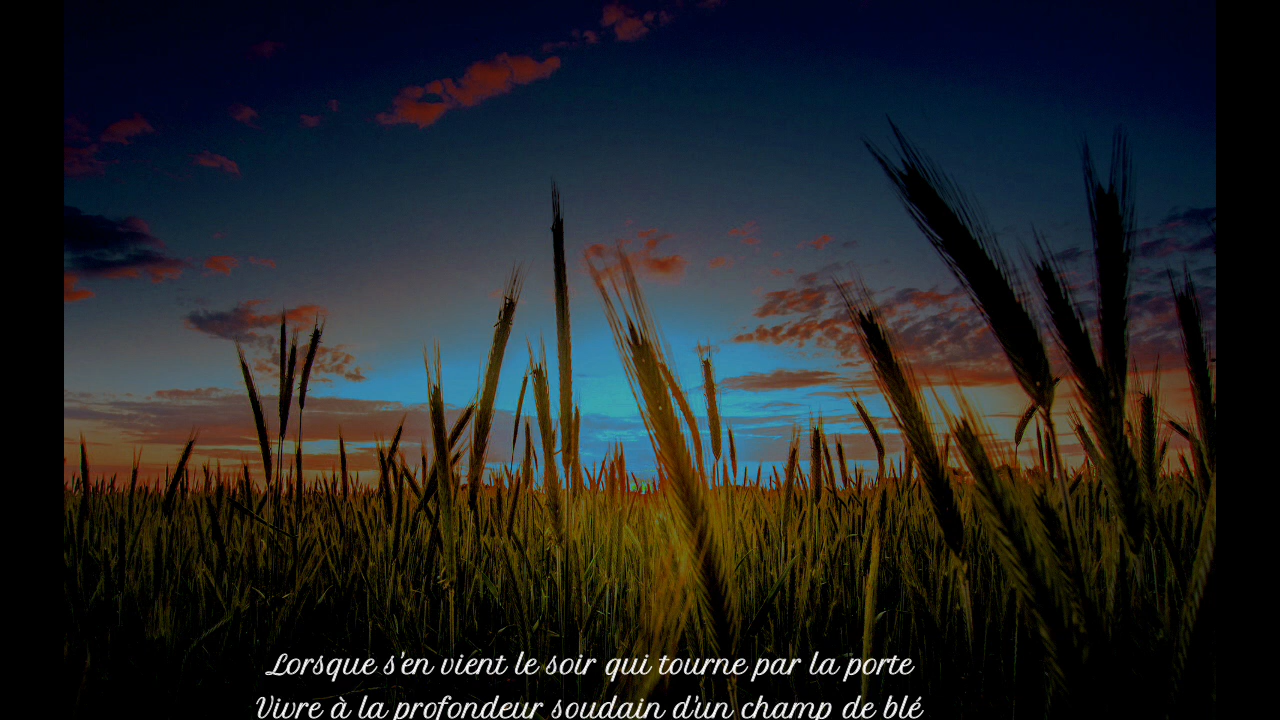 Lorsque s'en vient le soir qui tourne par la porte
Vivre à la profondeur soudain d'un champ de blé